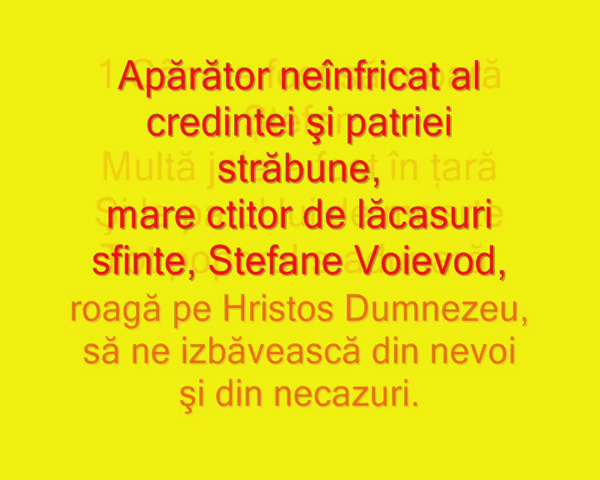 Apărător neînfricat al
credintei şi patriei
străbune,
mare ctitor de lăcasuri
sfinte, Stefane Voievod,
roagă pe Hristos Dumnezeu,
să ne izbăvească din nevoi
şi din necazuri.